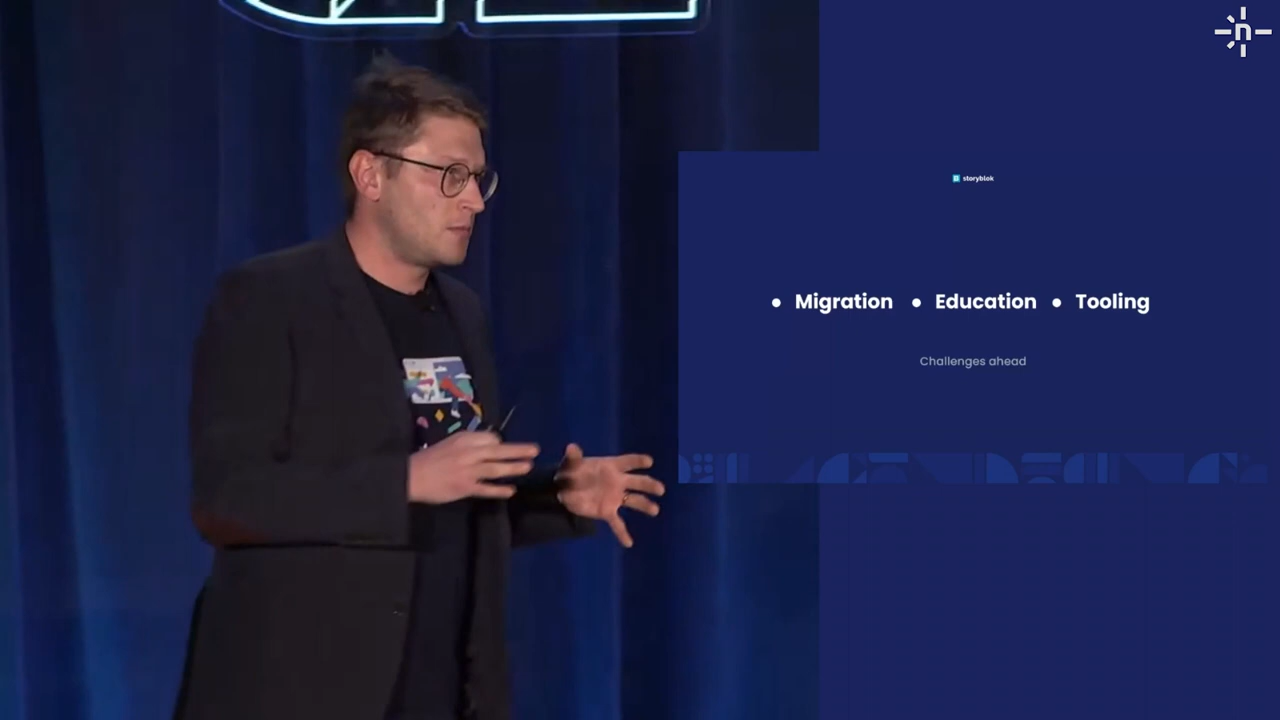 storyblok
● Migration ● Education ● Tooling
Challenges ahead